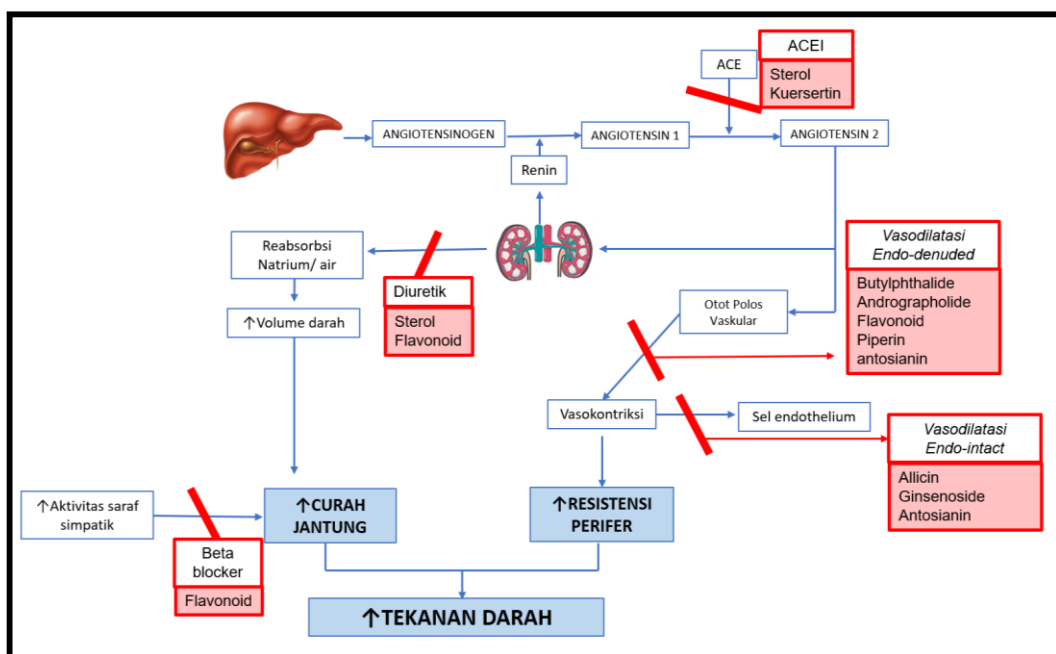 ACE
ACEI
Sterol
Kuersertin
ANGIOTENSINOGEN
ANGIOTENSIN 1
ANGIOTENSIN 2
Renin
Reabsorbsi
Natrium/ air
Diuretik
Sterol
Flavonoid
↑Volume darah
Otot Polos
Vaskular
Vasodilatasi
Endo-denuded
Butylphthalide
Andrographolide
Flavonoid
Piperin
antosianin
Vasokontriksi
Sel endothelium
Vasodilatasi
Endo-intact
Allicin
Ginsenoside
Antosianin
↑Aktivitas saraf
simpatik
Beta
blocker
Flavonoid
↑CURAH
JANTUNG
↑RESISTENSI
PERIFER
↑TEKANAN DARAH